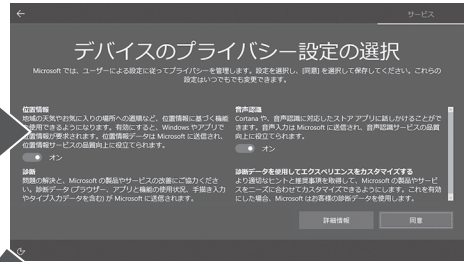 サービス
デバイスのプライバシー設定の選択
Microsoft では、ユーザーによる設定に従ってプライバシーを管理します。設定を選択し、[同意] を選択して保存してください。これらの
設定はいつでも変更できます。
位置情報
地域の天気やお気に入りの場所への道順など、位置情報に基づく機能
を使用できるようになります。有効にすると、Windows やアプリで
位置情報が要求されます。位置情報データは Microsoft に送信され、
位置情報サービスの品質向上に役立てられます。
オン
診断
問題の解決と、Microsoft の製品やサービスの改善にご協力くださ
い。診断データ (ブラウザー、アプリと機能の使用状況、手描き入力
やタイプ入力データを含む) が Microsoft に送信されます。
音声認識
Cortana や、音声認識に対応したストア アプリに話しかけることがで
きます。音声入力は Microsoft に送信され、音声認識サービスの品質
向上に役立てられます。
オン
診断データを使用してエクスペリエンスをカスタマイズする
より適切なヒントと推奨事項を取得して、Microsoft の製品やサービ
スをニーズに合わせてカスタマイズできるようにします。これを有効
にした場合、Microsoft はお客様の診断データを使用します。
詳細情報
同意